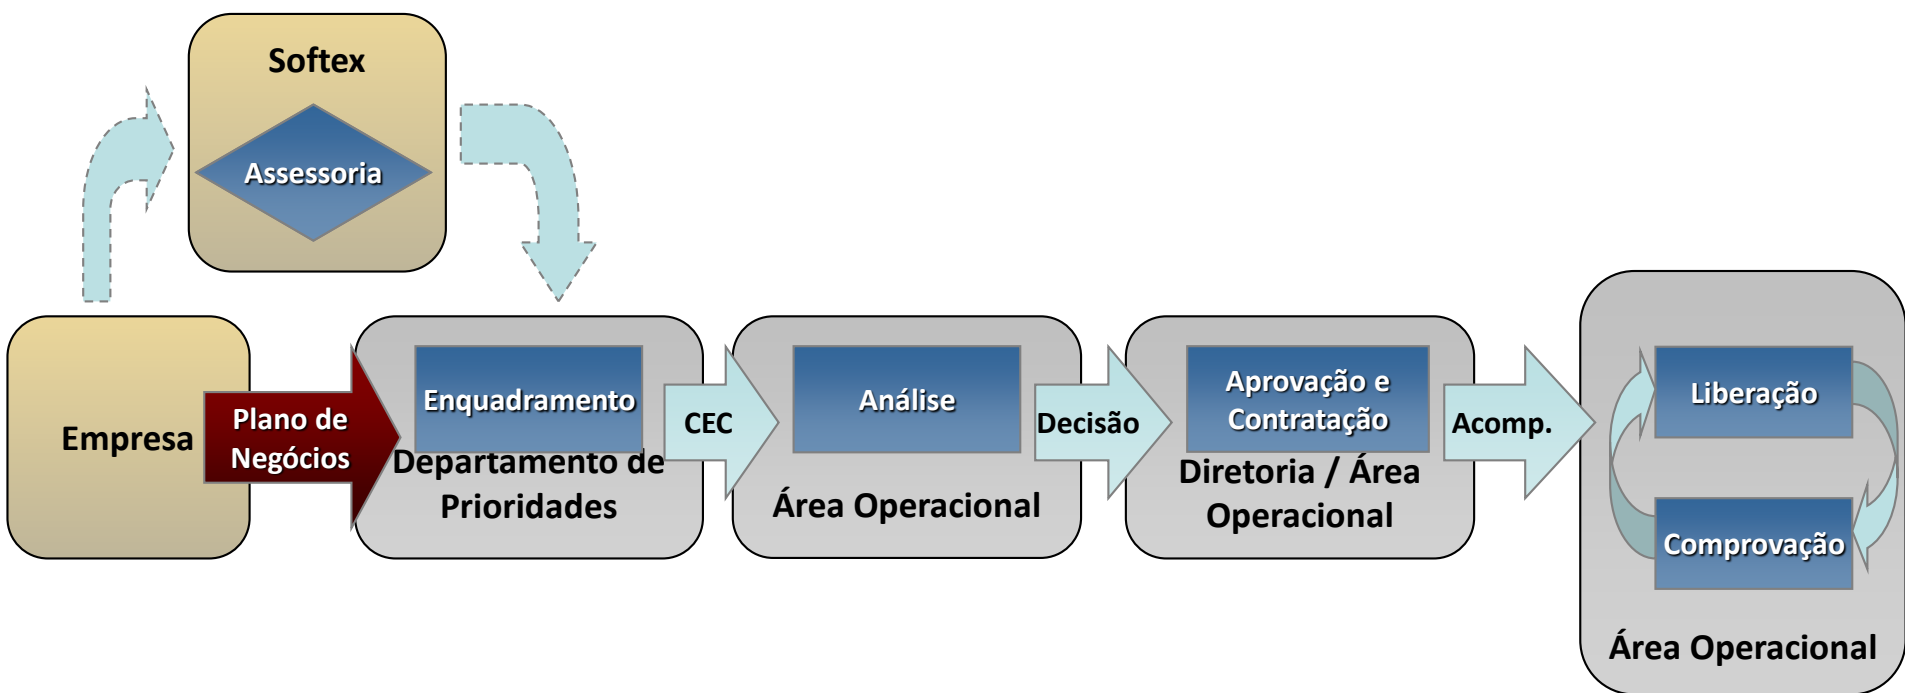 Softex
Assessoria
Empresa
Plano de
Negócios
Enquadramento
Departamento de
Prioridades
CEC
Análise
Área Operacional
Decisão
Aprovação e
Contratação
Diretoria / Área
Operacional
Acomp.
Liberação
Comprovação
Área Operacional